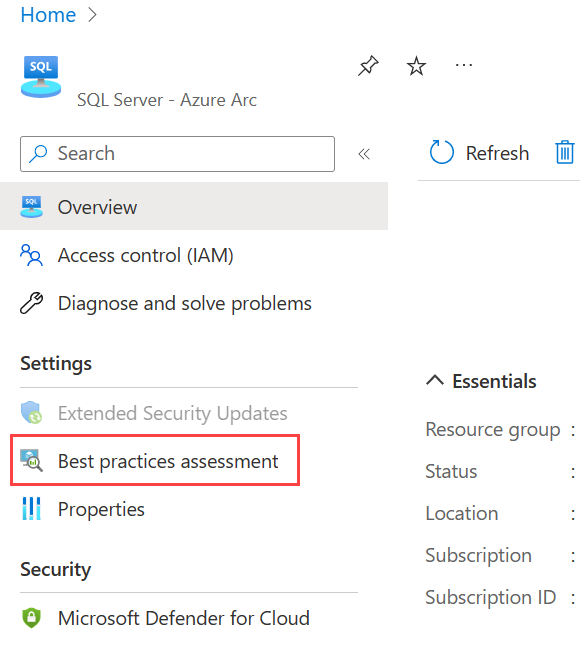 Home
SQL
SQL Server - Azure Arc
...
Search
«
Refresh
SQL
Overview
Access control (IAM)
Diagnose and solve problems
Settings
Essentials
Extended Security Updates
Resource group :
Best practices assessment
Status :
Properties
Location :
Subscription :
Security
Subscription ID :
Microsoft Defender for Cloud